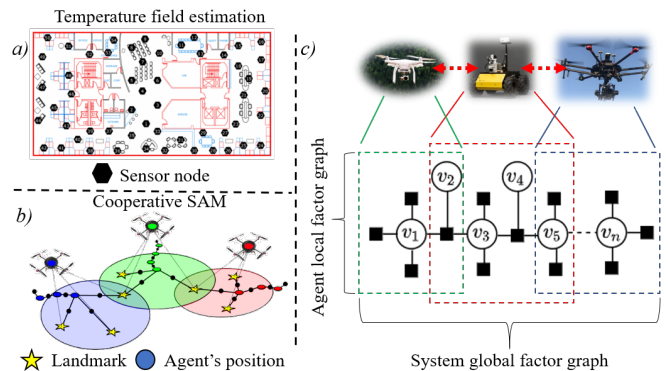 Temperature field estimation
a)
Sensor node
Cooperative SAM
b)
Landmark
Agent's position
c)
Agent local factor graph
v2
v4
v1
v3
v5
vn
System global factor graph